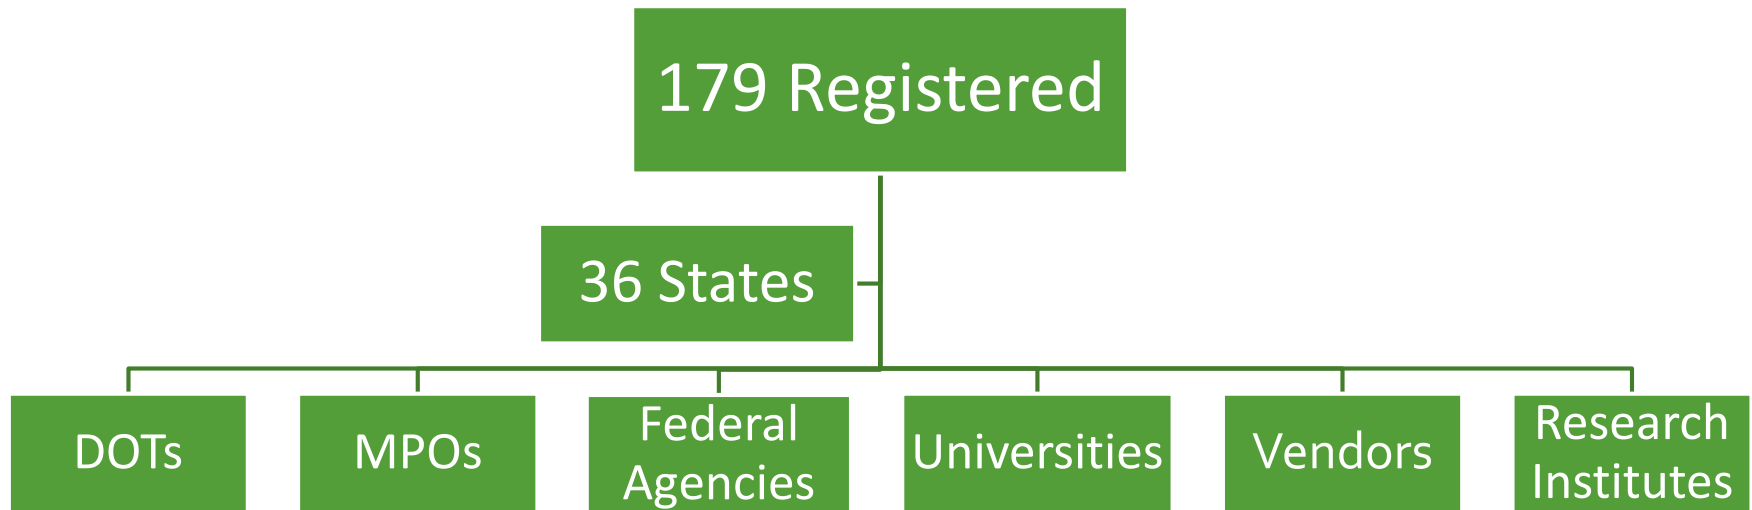 179 Registered
36 States
DOTs
MPOs
Federal
Agencies
Universities
Vendors
Research
Institutes